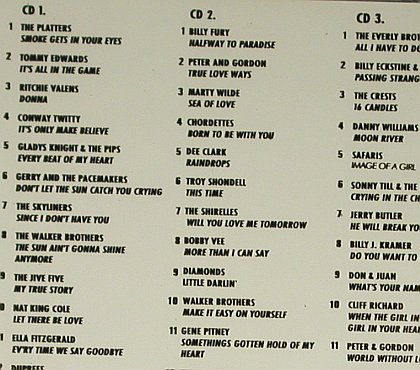 CD 1.
1 THE PLATTERS
SMOKE GETS IN YOUR EYES
2 TOMMY EDWARDS
IT'S ALL IN THE GAME
3 RITCHIE VALENS
DONNA
4 CONWAY TWITTY
IT'S ONLY MAKE BELIEVE
5 GLADYS KNIGHT & THE PIPS
EVERY BEAT OF MY HEART
6 GERRY AND THE PACEMAKERS
DON'T LET THE SUN CATCH YOU CRYING
7 THE SKYLINERS
SINCE I DON'T HAVE YOU
8 THE WALKER BROTHERS
THE SUN AIN'T GONNA SHINE
ANYMORE
9 THE JIVE FIVE
MY TRUE STORY
0 NAT KING COLE
LET THERE BE LOVE
1 ELLA FITZGERALD
EV'RY TIME WE SAY GOODBYE
2 DUPREES
CD 2.
1 BILLY FURY
HALFWAY TO PARADISE
2 PETER AND GORDON
TRUE LOVE WAYS
3 MARTY WILDE
SEA OF LOVE
4 CHORDETTES
BORN TO BE WITH YOU
5 DEE CLARK
RAINDROPS
6 TROY SHONDELL
THIS TIME
7 THE SHIRELLES
WILL YOU LOVE ME TOMORROW
8 BOBBY VEE
MORE THAN I CAN SAY
9 DIAMONDS
LITTLE DARLIN'
10 WALKER BROTHERS
MAKE IT EASY ON YOURSELF
11 GENE PITNEY
SOMETHINGS GOTTEN HOLD OF MY
HEART
CD 3.
1 THE EVERLY BROT
ALL I HAVE TO DO
2 BILLY ECKSTINE &
PASSING STRANG
3 THE CRESTS
16 CANDLES
4 DANNY WILLIAMS
MOON RIVER
5 SAFARIS
IMAGE OF A GIRL
6 SONNY TILL & THE
CRYING IN THE CH
7 JERRY BUTLER
HE WILL BREAK YO
8 BILLY J. KRAMER
DO YOU WANT TO
9 DON & JUAN
WHAT'S YOUR NAM
10 CLIFF RICHARD
WHEN THE GIRL IN
GIRL IN YOUR HEA
11 PETER & GORDON
WORLD WITHOUT L